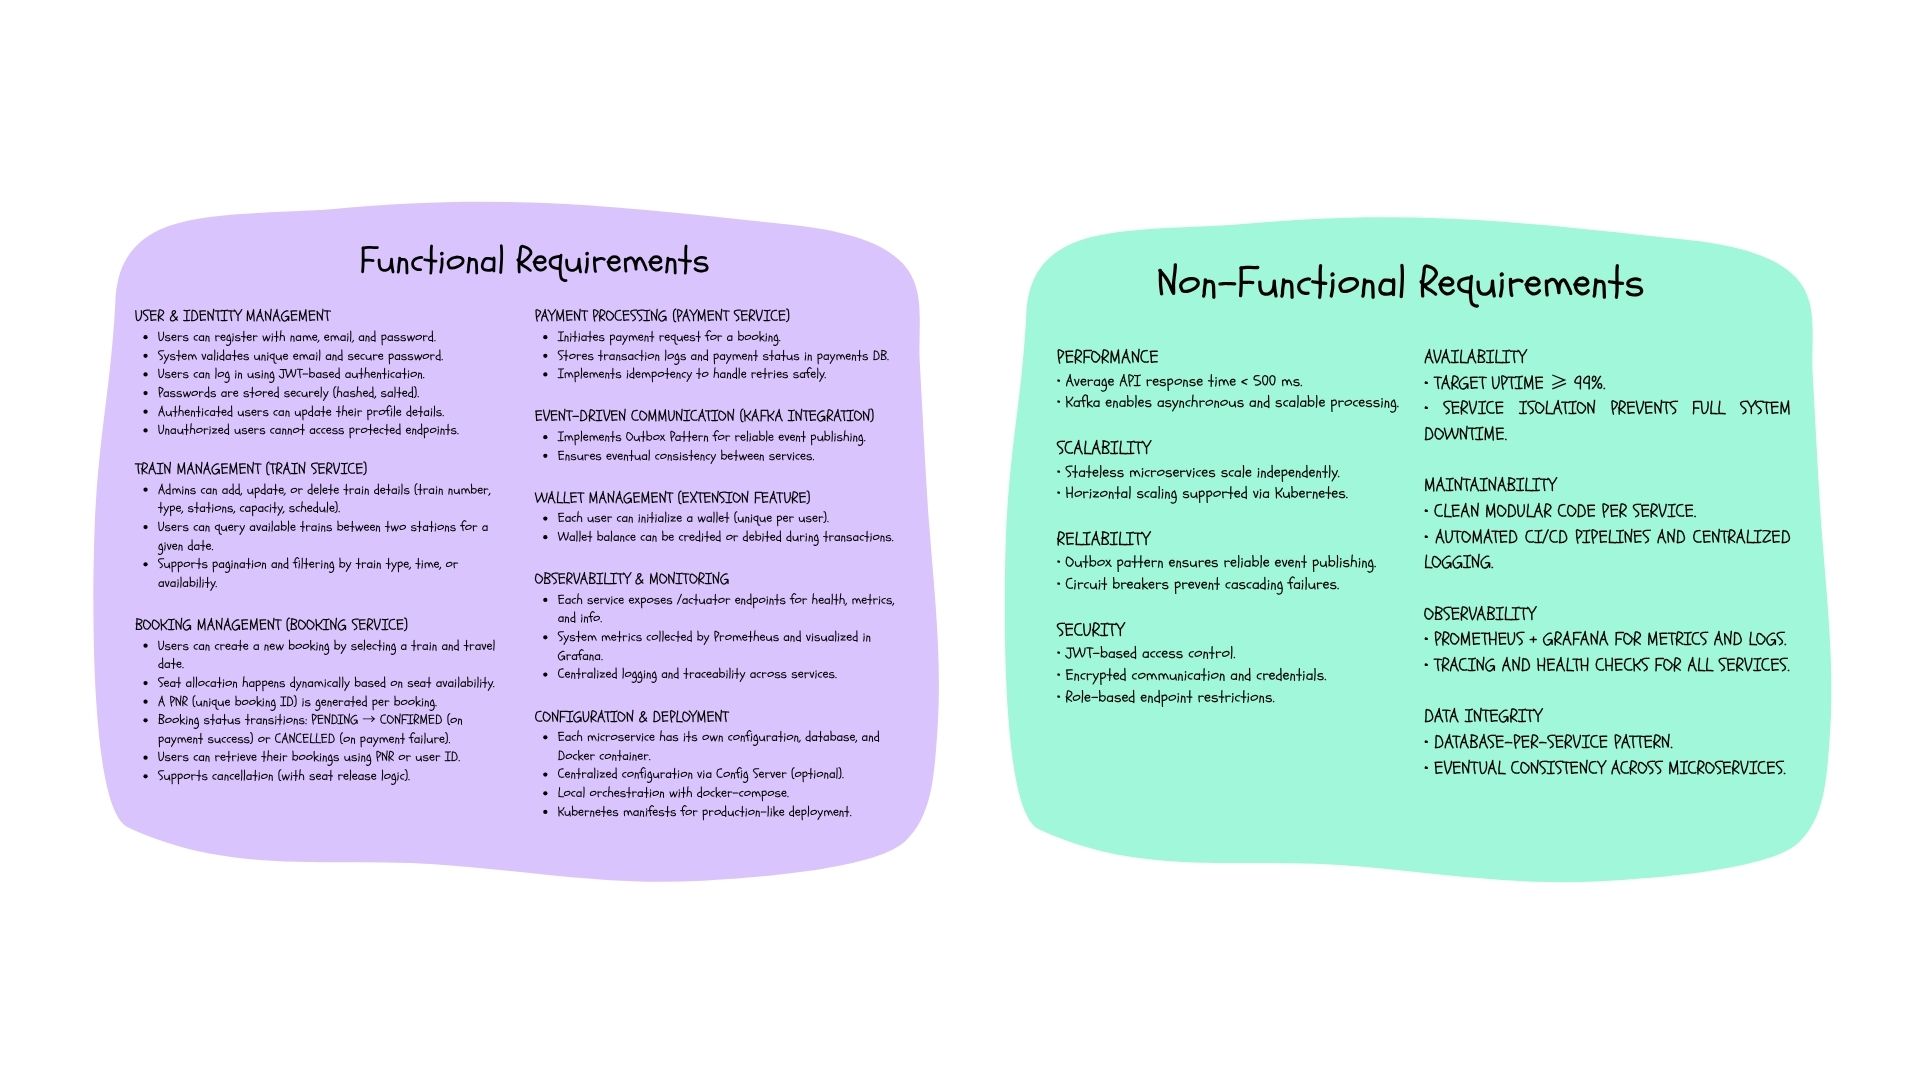 Functional Requirements
USER & IDENTITY MANAGEMENT
• Users can register with name, email, and password.
• System validates unique email and secure password.
• Users can log in using JWT-based authentication.
• Passwords are stored securely (hashed, salted).
• Authenticated users can update their profile details.
• Unauthorized users cannot access protected endpoints.
TRAIN MANAGEMENT (TRAIN SERVICE)
• Admins can add, update, or delete train details (train number,
type, stations, capacity, schedule).
• Users can query available trains between two stations for a
given date.
• Supports pagination and filtering by train type, time, or
availability.
BOOKING MANAGEMENT (BOOKING SERVICE)
• Users can create a new booking by selecting a train and travel
date.
• Seat allocation happens dynamically based on seat availability.
• A PNR (unique booking ID) is generated per booking.
• Booking status transitions: PENDING → CONFIRMED (on
payment success) or CANCELLED (on payment failure).
• Users can retrieve their bookings using PNR or user ID.
• Supports cancellation (with seat release logic).
PAYMENT PROCESSING (PAYMENT SERVICE)
• Initiates payment request for a booking.
• Stores transaction logs and payment status in payments DB.
• Implements idempotency to handle retries safely.
EVENT-DRIVEN COMMUNICATION (KAFKA INTEGRATION)
• Implements Outbox Pattern for reliable event publishing.
• Ensures eventual consistency between services.
WALLET MANAGEMENT (EXTENSION FEATURE)
• Each user can initialize a wallet (unique per user).
• Wallet balance can be credited or debited during transactions.
OBSERVABILITY & MONITORING
• Each service exposes /actuator endpoints for health, metrics,
and info.
• System metrics collected by Prometheus and visualized in
Grafana.
• Centralized logging and traceability across services.
CONFIGURATION & DEPLOYMENT
• Each microservice has its own configuration, database, and
Docker container.
• Centralized configuration via Config Server (optional).
• Local orchestration with docker-compose.
• Kubernetes manifests for production-like deployment.
Non-Functional Requirements
PERFORMANCE
• Average API response time < 500 ms.
• Kafka enables asynchronous and scalable processing.
SCALABILITY
• Stateless microservices scale independently.
• Horizontal scaling supported via Kubernetes.
RELIABILITY
• Outbox pattern ensures reliable event publishing.
• Circuit breakers prevent cascading failures.
SECURITY
• JWT-based access control.
• Encrypted communication and credentials.
• Role-based endpoint restrictions.
AVAILABILITY
• TARGET UPTIME ≥ 99%.
• SERVICE ISOLATION PREVENTS FULL SYSTEM
DOWNTIME.
MAINTAINABILITY
• CLEAN MODULAR CODE PER SERVICE.
• AUTOMATED CI/CD PIPELINES AND CENTRALIZED
LOGGING.
OBSERVABILITY
• PROMETHEUS + GRAFANA FOR METRICS AND LOGS.
• TRACING AND HEALTH CHECKS FOR ALL SERVICES.
DATA INTEGRITY
• DATABASE-PER-SERVICE PATTERN.
• EVENTUAL CONSISTENCY ACROSS MICROSERVICES.